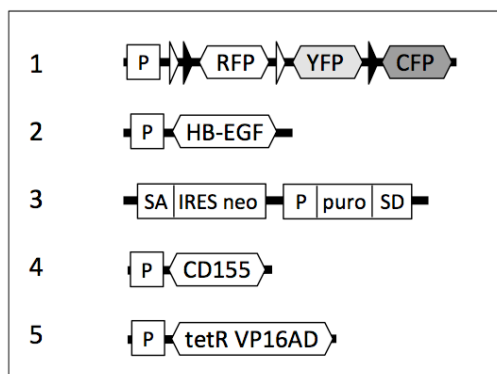 1 P RFP YFP CFP
2 P HB-EGF
3 SA IRES neo P puro SD
4 P CD155
5 P tetR VP16AD